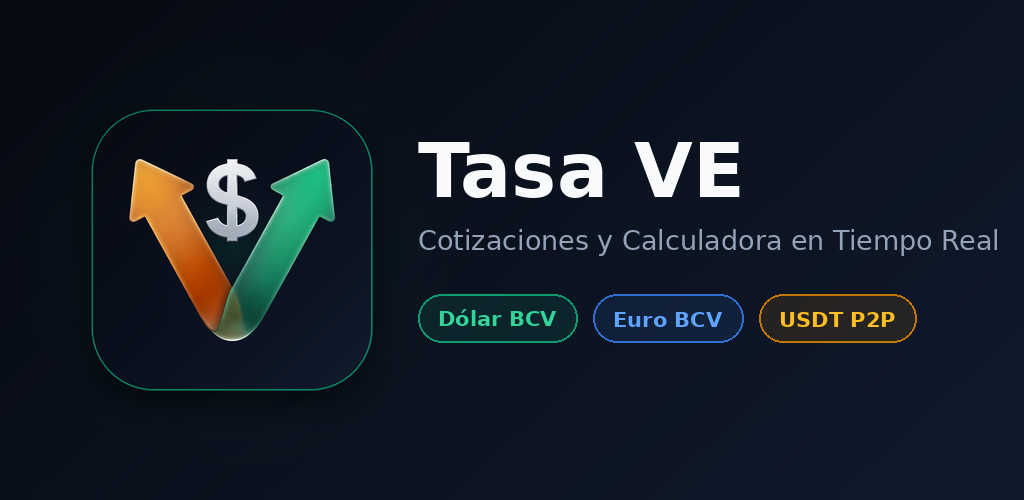 $
Tasa VE
Cotizaciones y Calculadora en Tiempo Real
Dólar BCV
Euro BCV
USDT P2P